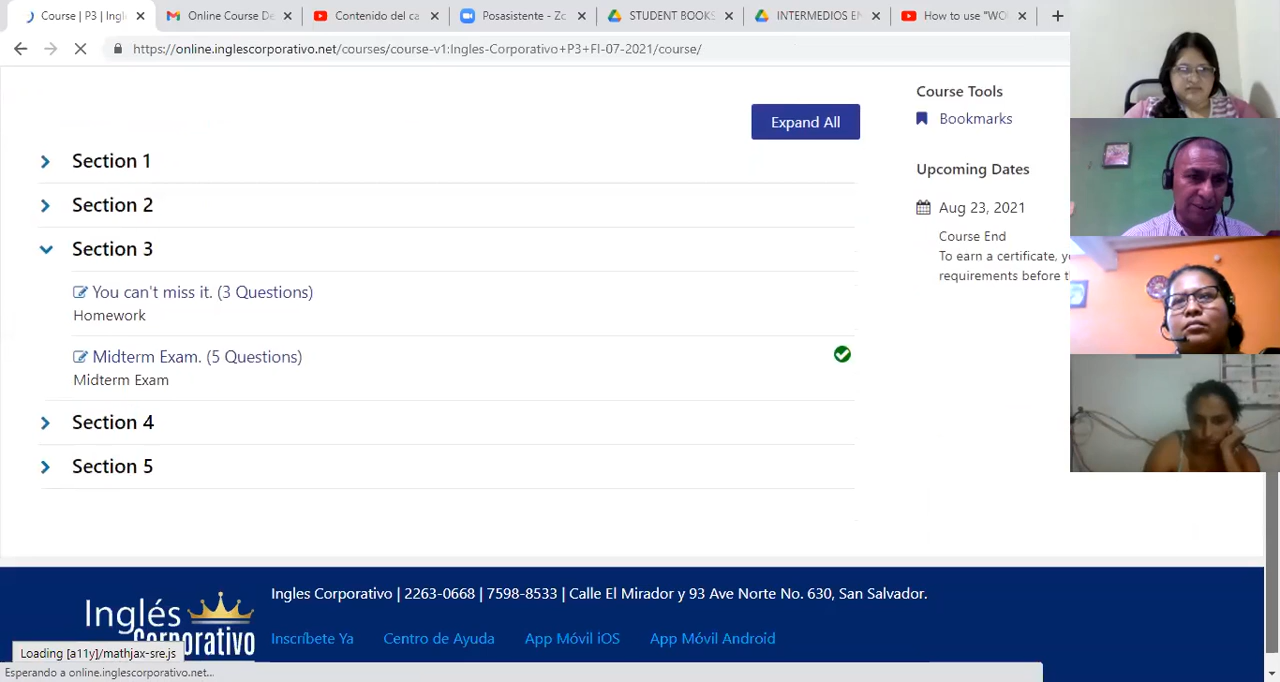 Course | P3 | Ingl
Online Course De
Contenido del ca
Posasistente - Zo
STUDENT BOOKS
INTERMEDIOS EN
How to use "WO
https://online.inglescorporativo.net/courses/course-v1:Ingles-Corporativo+P3+FI-07-2021/course/
Expand All
Section 1
Section 2
Section 3
You can't miss it. (3 Questions)
Homework
Midterm Exam. (5 Questions)
Midterm Exam
Section 4
Section 5
Course Tools
Bookmarks
Upcoming Dates
Aug 23, 2021
Course End
To earn a certificate, y
requirements before t
Inglés
Corporativo
Ingles Corporativo | 2263-0668 | 7598-8533 | Calle El Mirador y 93 Ave Norte No. 630, San Salvador.
Inscríbete Ya
Centro de Ayuda
App Móvil iOS
App Móvil Android
Loading [a11y]/mathjax-sre.js
Esperando a online.inglescorporativo.net...